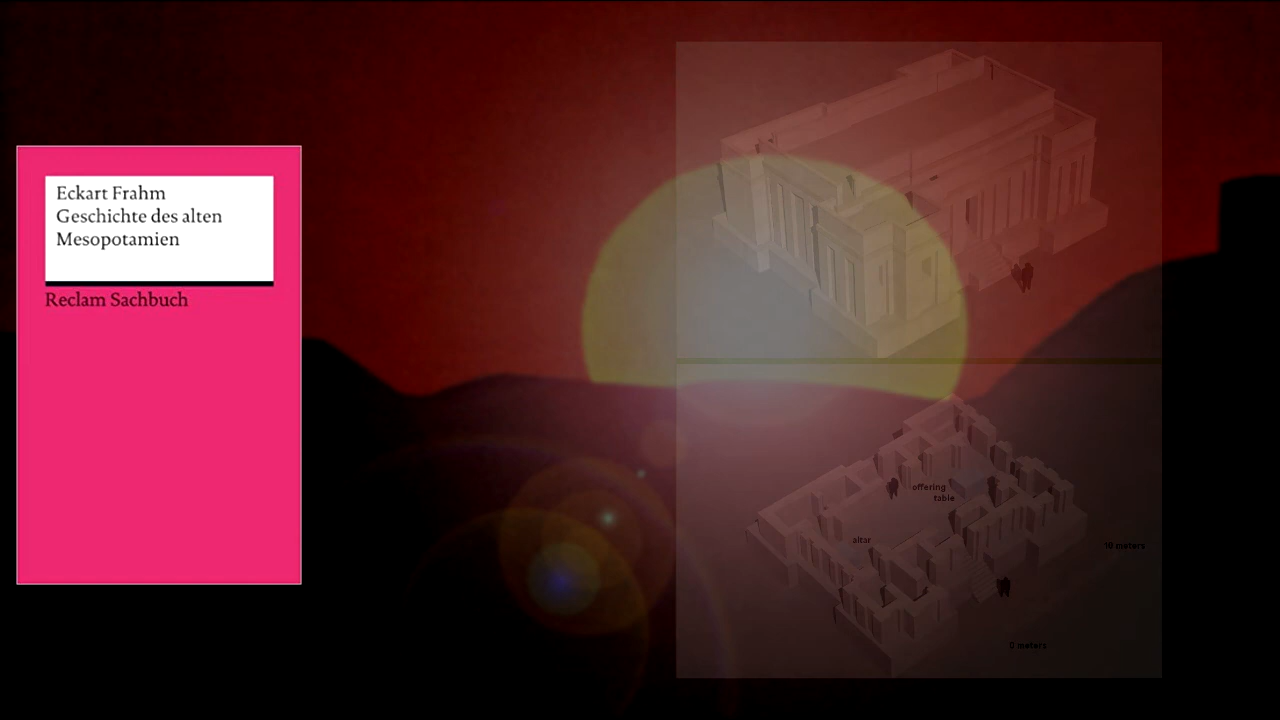 Eckart Frahm
Geschichte des alten
Mesopotamien
Reclam Sachbuch
offering
table
altar
10 meters
0 meters